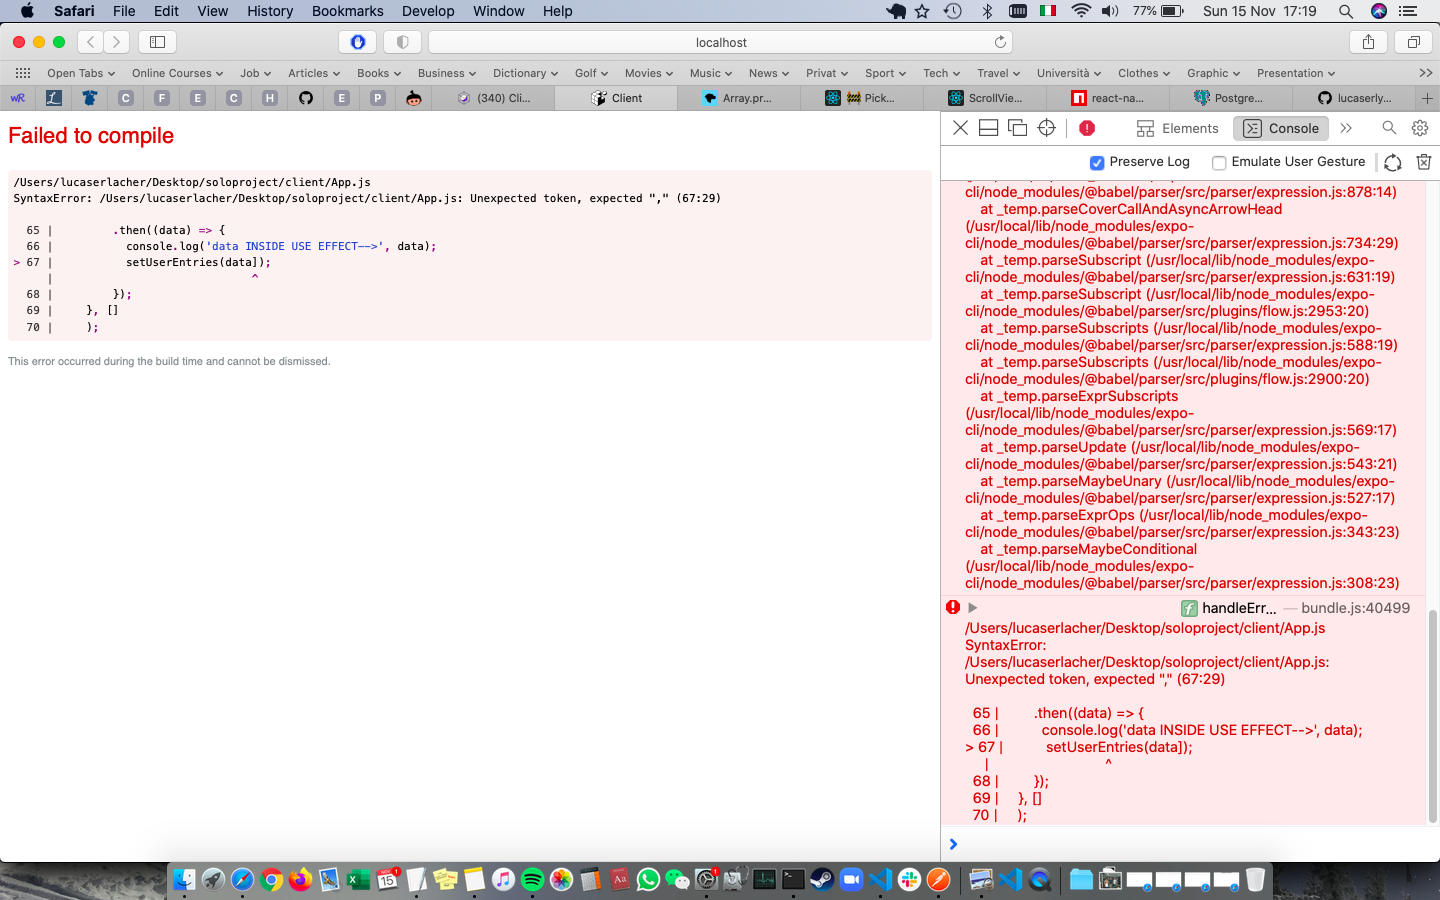 Safari File Edit View History Bookmarks Develop Window Help 77% Sun 15 Nov 17:19
localhost
Open Tabs Online Courses Job Articles Books Business Dictionary Golf Movies Music News Privat Sport Tech Travel Università Clothes Graphic Presentation
wR L C F E C H E P (340) Cli... Client Array.pr... Pick... ScrollVie... react-na... Postgre... lucaserly...
Failed to compile
/Users/lucaserlacher/Desktop/soloproject/client/App.js
SyntaxError: /Users/lucaserlacher/Desktop/soloproject/client/App.js: Unexpected token, expected "," (67:29)
65 | .then((data) => {
66 | console.log('data INSIDE USE EFFECT-->', data);
> 67 | setUserEntries(data]);
| ^
68 | });
69 | }, []
70 | );
This error occurred during the build time and cannot be dismissed.
Elements Console
Preserve Log Emulate User Gesture
cli/node_modules/@babel/parser/src/parser/expression.js:878:14)
at _temp.parseCoverCallAndAsyncArrowHead
(/usr/local/lib/node_modules/expo-
cli/node_modules/@babel/parser/src/parser/expression.js:734:29)
at _temp.parseSubscript (/usr/local/lib/node_modules/expo-
cli/node_modules/@babel/parser/src/parser/expression.js:631:19)
at _temp.parseSubscript (/usr/local/lib/node_modules/expo-
cli/node_modules/@babel/parser/src/plugins/flow.js:2953:20)
at _temp.parseSubscripts (/usr/local/lib/node_modules/expo-
cli/node_modules/@babel/parser/src/parser/expression.js:588:19)
at _temp.parseSubscripts (/usr/local/lib/node_modules/expo-
cli/node_modules/@babel/parser/src/plugins/flow.js:2900:20)
at _temp.parseExprSubscripts
(/usr/local/lib/node_modules/expo-
cli/node_modules/@babel/parser/src/parser/expression.js:569:17)
at _temp.parseUpdate (/usr/local/lib/node_modules/expo-
cli/node_modules/@babel/parser/src/parser/expression.js:543:21)
at _temp.parseMaybeUnary (/usr/local/lib/node_modules/expo-
cli/node_modules/@babel/parser/src/parser/expression.js:527:17)
at _temp.parseExprOps (/usr/local/lib/node_modules/expo-
cli/node_modules/@babel/parser/src/parser/expression.js:343:23)
at _temp.parseMaybeConditional
(/usr/local/lib/node_modules/expo-
cli/node_modules/@babel/parser/src/parser/expression.js:308:23)
f handleErr... — bundle.js:40499
/Users/lucaserlacher/Desktop/soloproject/client/App.js
SyntaxError:
/Users/lucaserlacher/Desktop/soloproject/client/App.js:
Unexpected token, expected "," (67:29)
65 | .then((data) => {
66 | console.log('data INSIDE USE EFFECT-->', data);
> 67 | setUserEntries(data]);
| ^
68 | });
69 | }, []
70 | );
NOV 15 1 Aa 1